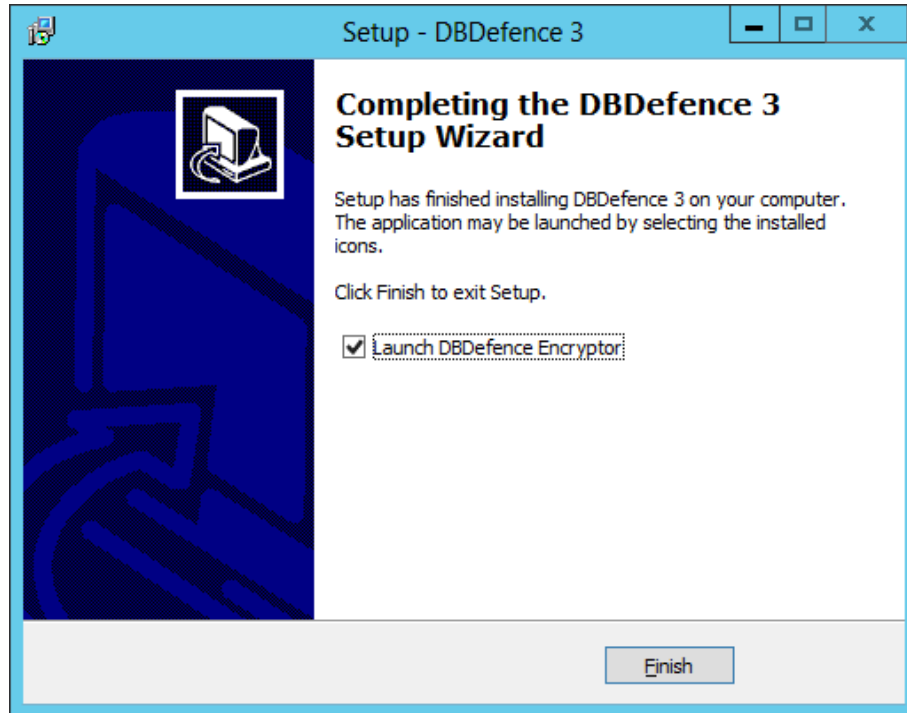 Setup - DBDefence 3
Completing the DBDefence 3
Setup Wizard
Setup has finished installing DBDefence 3 on your computer.
The application may be launched by selecting the installed
icons.
Click Finish to exit Setup.
Launch DBDefence Encryptor
Finish